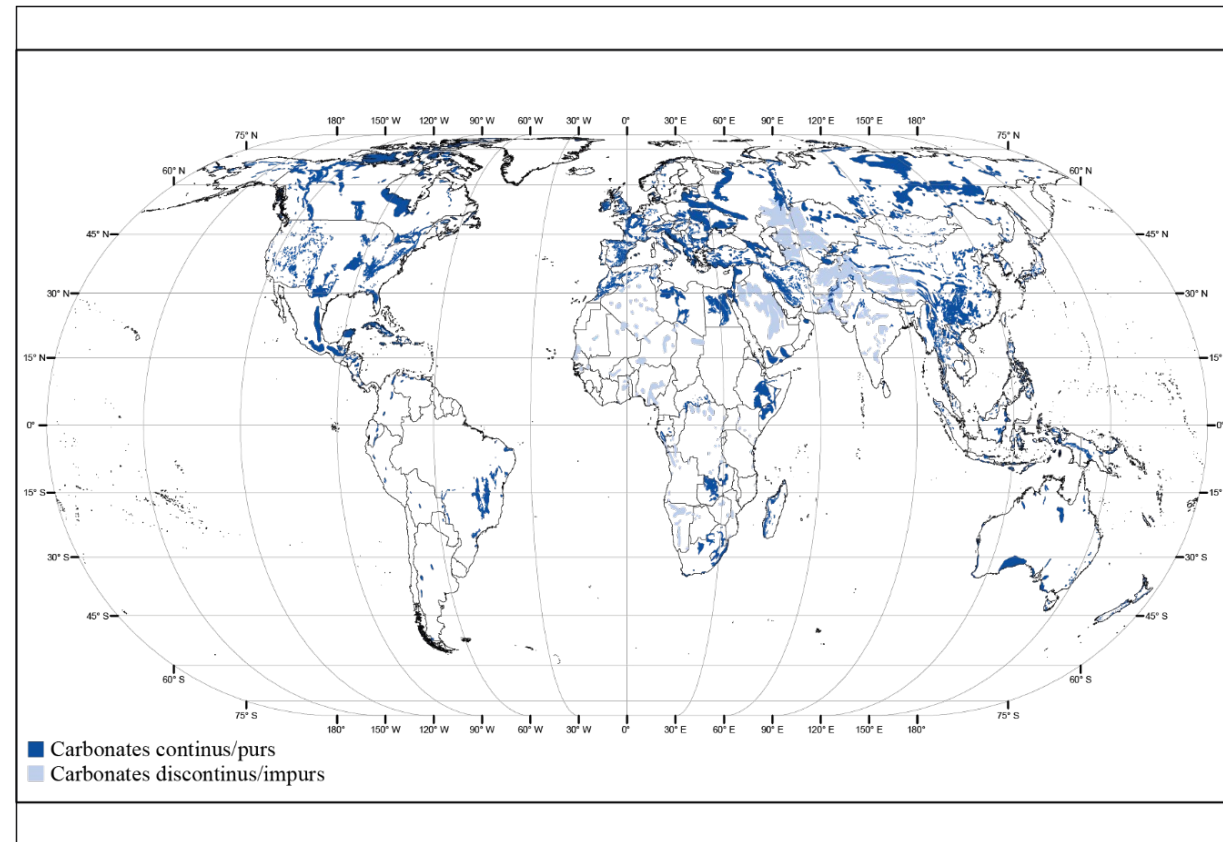 180° 150° W 120° W 90° W 60° W 30° W 0° 30° E 60° E 90° E 120° E 150° E 180°
75° N 75° N
60° N 60° N
45° N 45° N
30° N 30° N
15° N 15° N
0° 0°
15° S 15° S
30° S 30° S
45° S 45° S
60° S 60° S
75° S 75° S
180° 150° W 120° W 90° W 60° W 30° W 0° 30° E 60° E 90° E 120° E 150° E 180°
Carbonates continus/purs
Carbonates discontinus/impurs